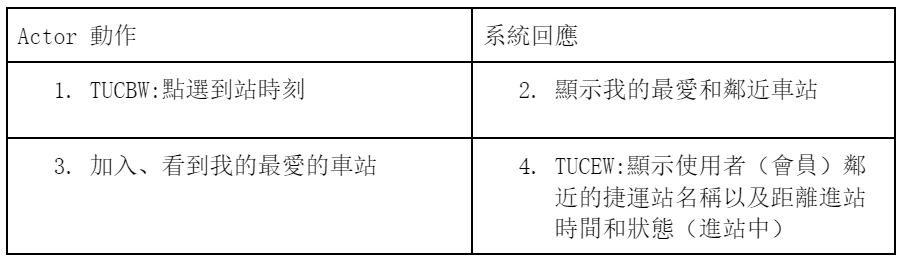 Actor 動作
系統回應
1. TUCBW:點選到站時刻
2. 顯示我的最愛和鄰近車站
3. 加入、看到我的最愛的車站
4. TUCEW:顯示使用者（會員）鄰
近的捷運站名稱以及距離進站
時間和狀態（進站中）